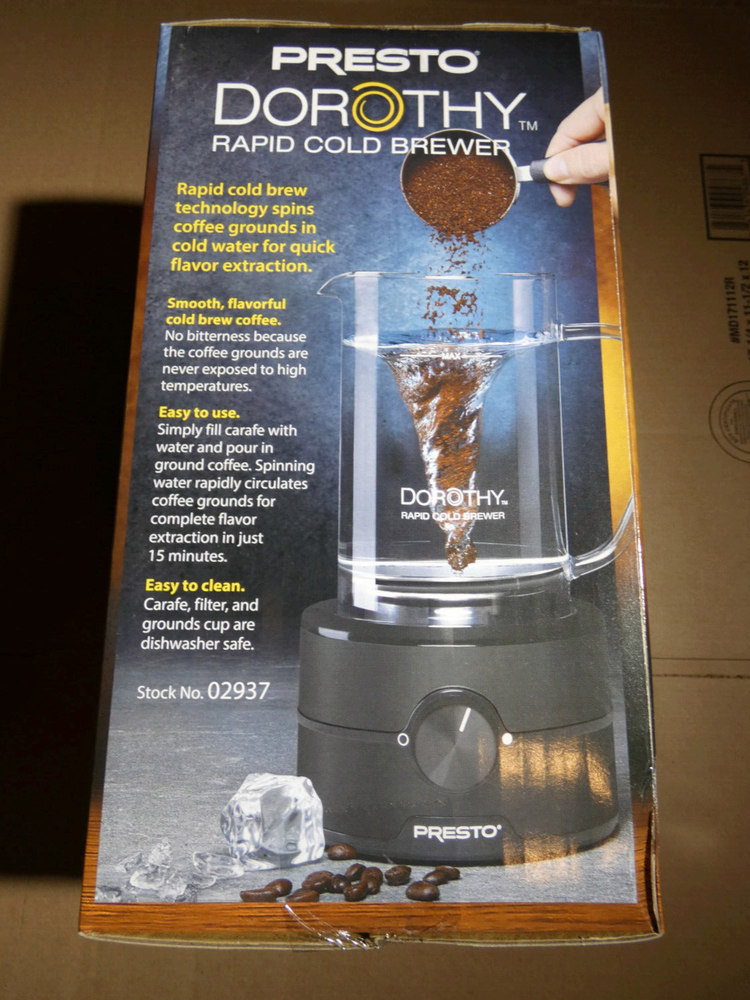 PRESTO®
DOROTHY™
RAPID COLD BREWER
Rapid cold brew
technology spins
coffee grounds in
cold water for quick
flavor extraction.
Smooth, flavorful
cold brew coffee.
No bitterness because
the coffee grounds are
never exposed to high
temperatures.
Easy to use.
Simply fill carafe with
water and pour in
ground coffee. Spinning
water rapidly circulates
coffee grounds for
complete flavor
extraction in just
15 minutes.
Easy to clean.
Carafe, filter, and
grounds cup are
dishwasher safe.
Stock No. 02937
MAX
DOROTHY™
RAPID COLD BREWER
PRESTO®
#MD171112R